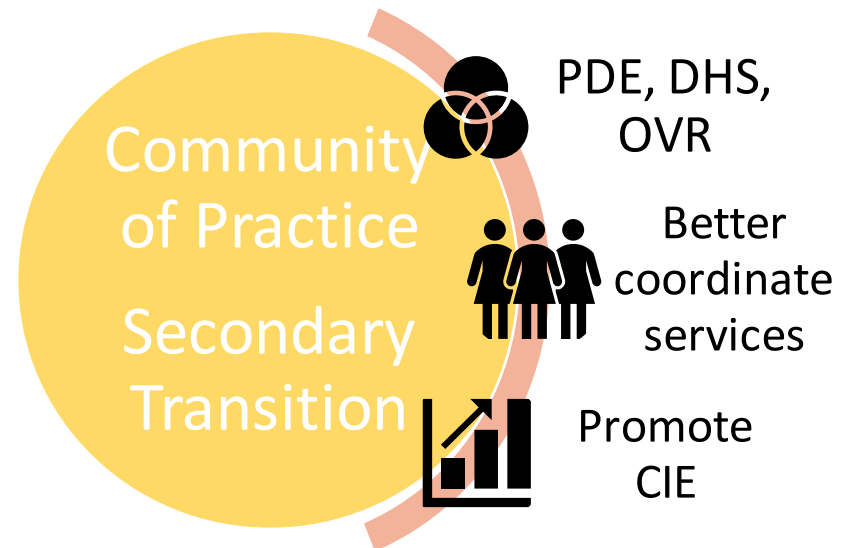 Community
of Practice
Secondary
Transition
PDE, DHS,
OVR
Better
coordinate
services
Promote
CIE